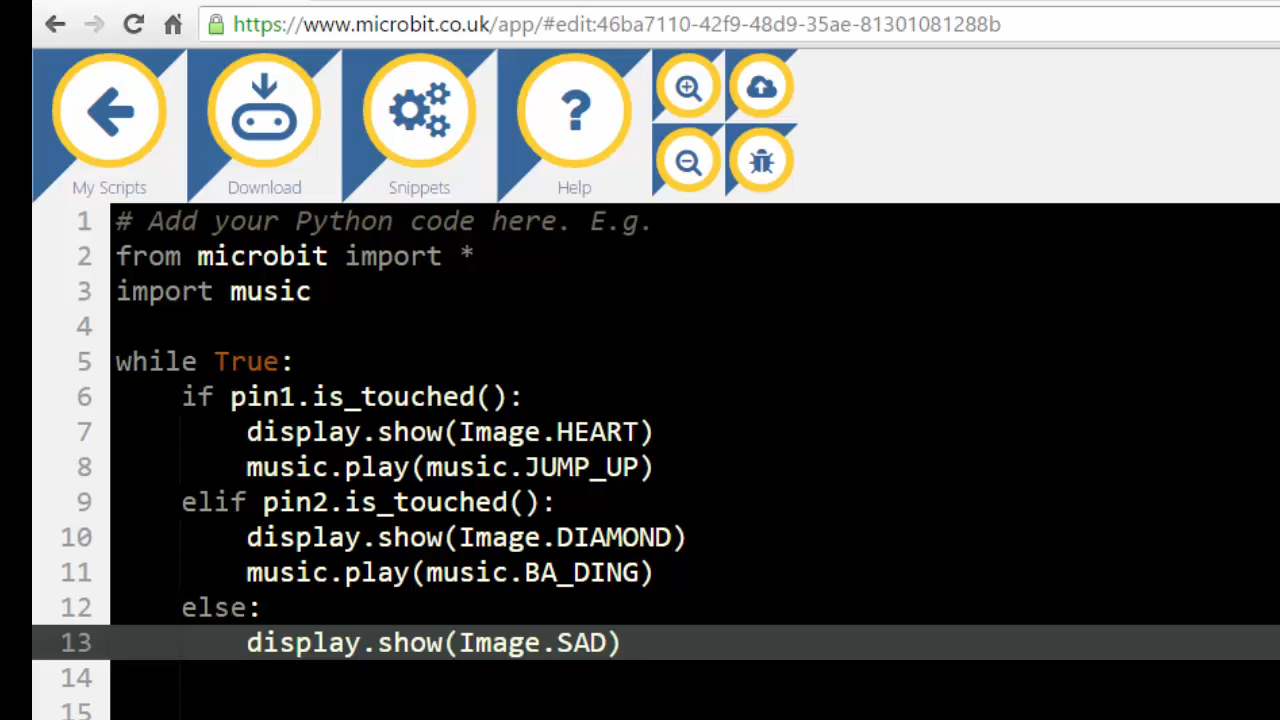 https://www.microbit.co.uk/app/#edit:46ba7110-42f9-48d9-35ae-81301081288b
My Scripts Download Snippets Help
1 # Add your Python code here. E.g.
2 from microbit import *
3 import music
4
5 while True:
6     if pin1.is_touched():
7         display.show(Image.HEART)
8         music.play(music.JUMP_UP)
9     elif pin2.is_touched():
10         display.show(Image.DIAMOND)
11         music.play(music.BA_DING)
12     else:
13         display.show(Image.SAD)
14
15